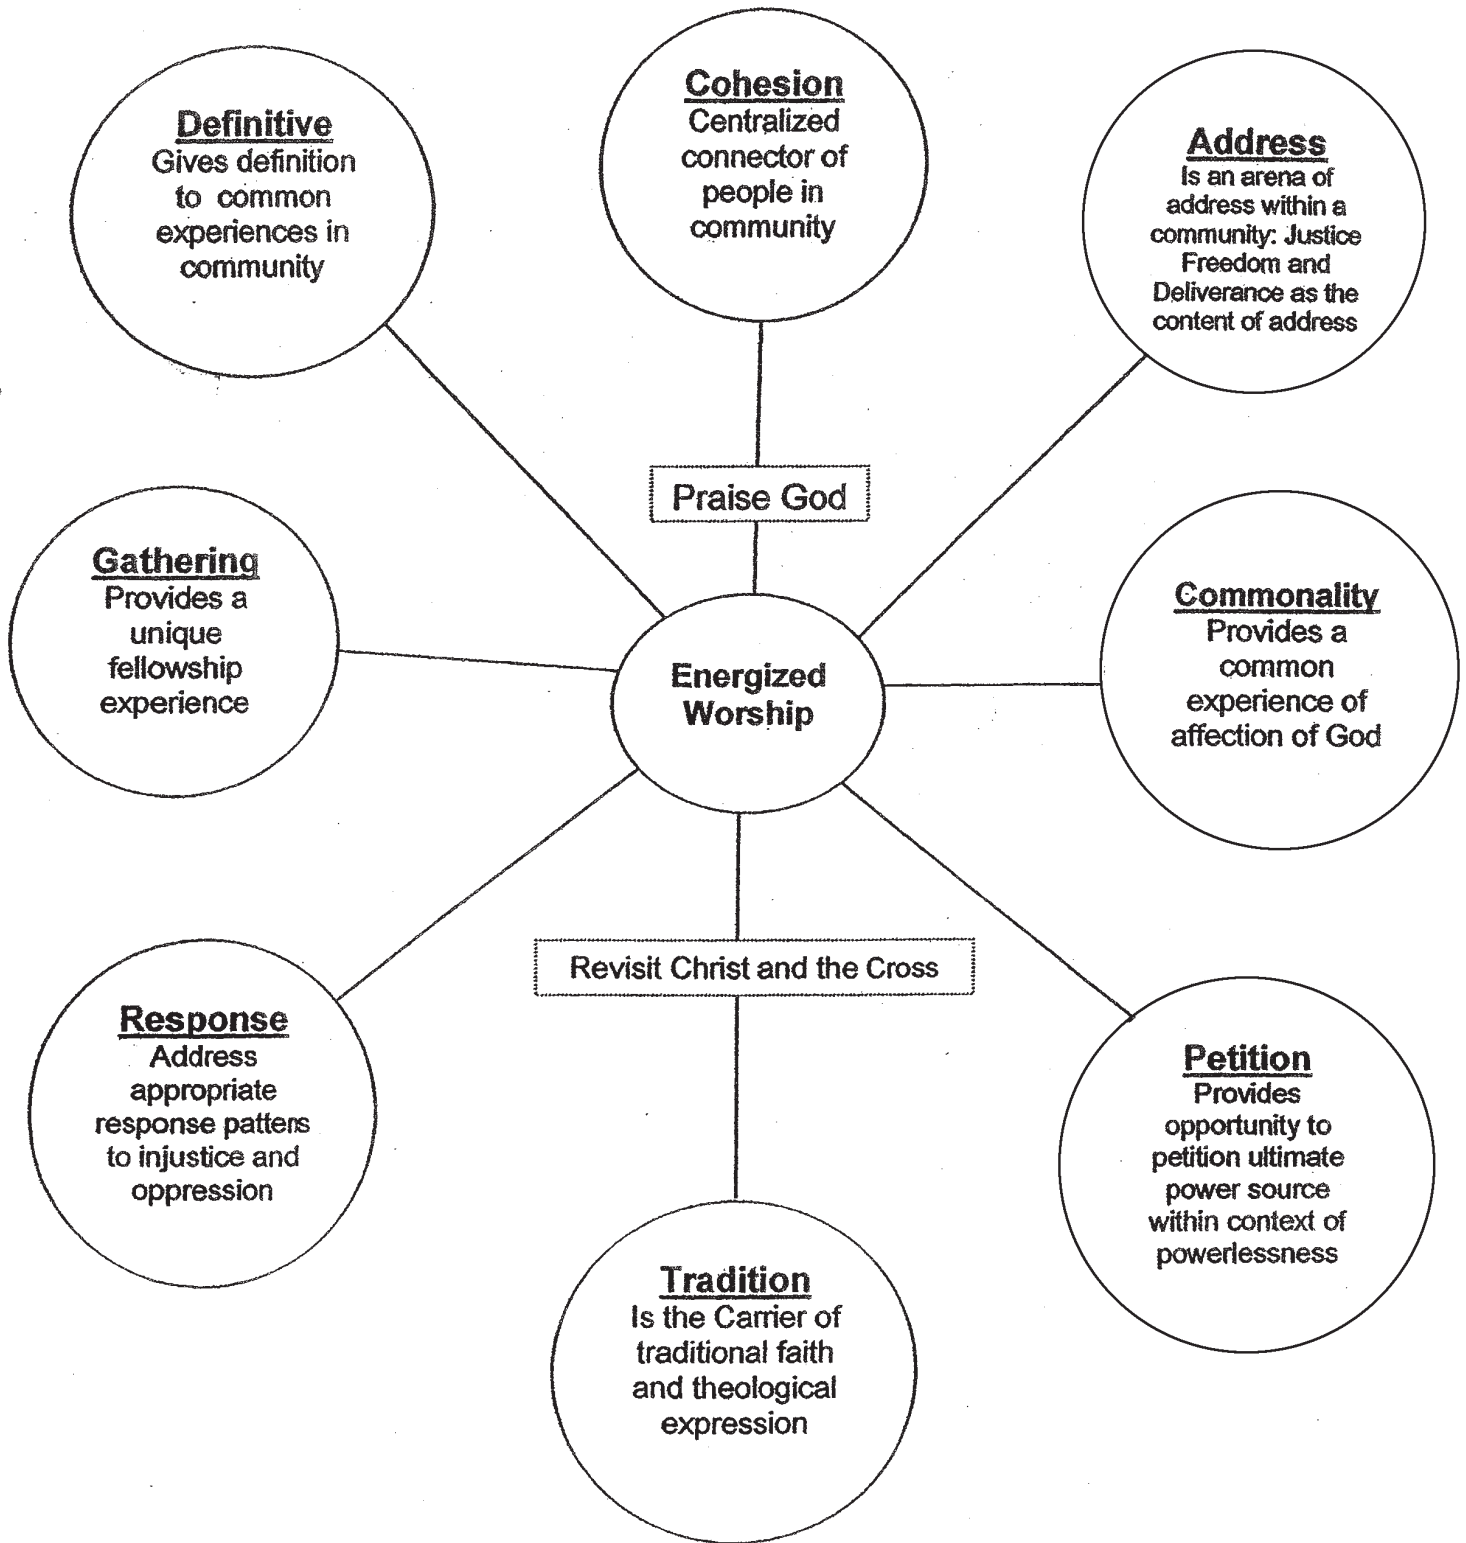 Cohesion
Centralized
connector of
people in
community
Definitive
Gives definition
to common
experiences in
community
Address
Is an arena of
address within a
community: Justice
Freedom and
Deliverance as the
content of address
Praise God
Gathering
Provides a
unique
fellowship
experience
Energized
Worship
Commonality
Provides a
common
experience of
affection of God
Revisit Christ and the Cross
Response
Address
appropriate
response patters
to injustice and
oppression
Petition
Provides
opportunity to
petition ultimate
power source
within context of
powerlessness
Tradition
Is the Carrier of
traditional faith
and theological
expression